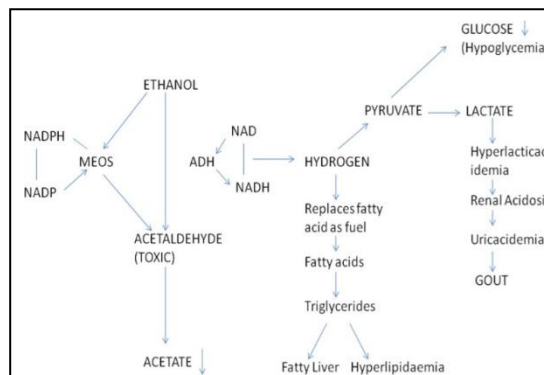 GLUCOSE
(Hypoglycemia
ETHANOL
PYRUVATE
LACTATE
NADPH
NAD
MEOS
ADH
HYDROGEN
Hyperlacticac
idemia
NADP
NADH
Replaces fatty
acid as fuel
Renal Acidosi
ACETALDEHYDE
(TOXIC)
Fatty acids
Uricacidemia
Triglycerides
GOUT
ACETATE
Fatty Liver
Hyperlipidaemia